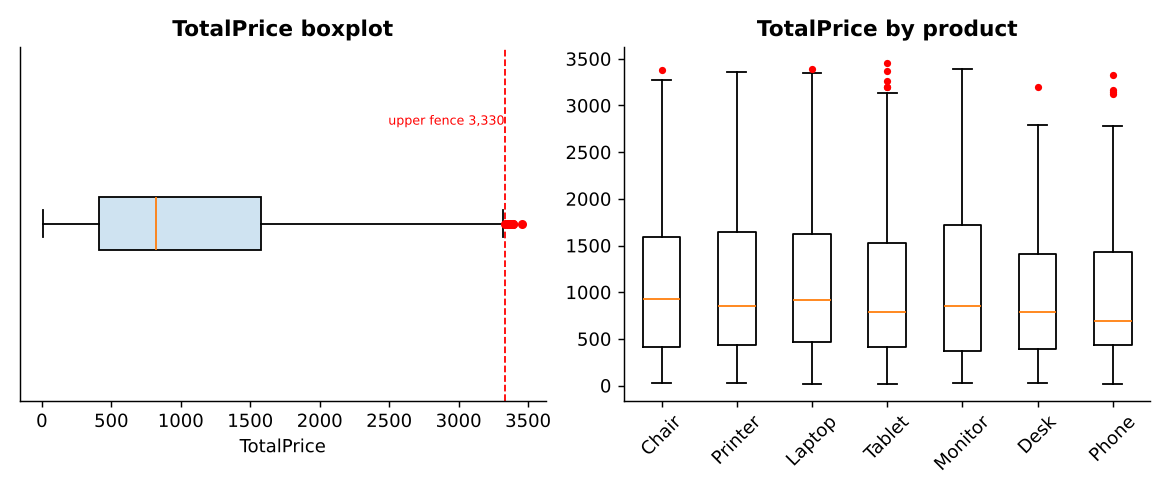 TotalPrice boxplot
upper fence 3,330
0 500 1000 1500 2000 2500 3000 3500
TotalPrice
TotalPrice by product
3500
3000
2500
2000
1500
1000
500
0
Chair Printer Laptop Tablet Monitor Desk Phone